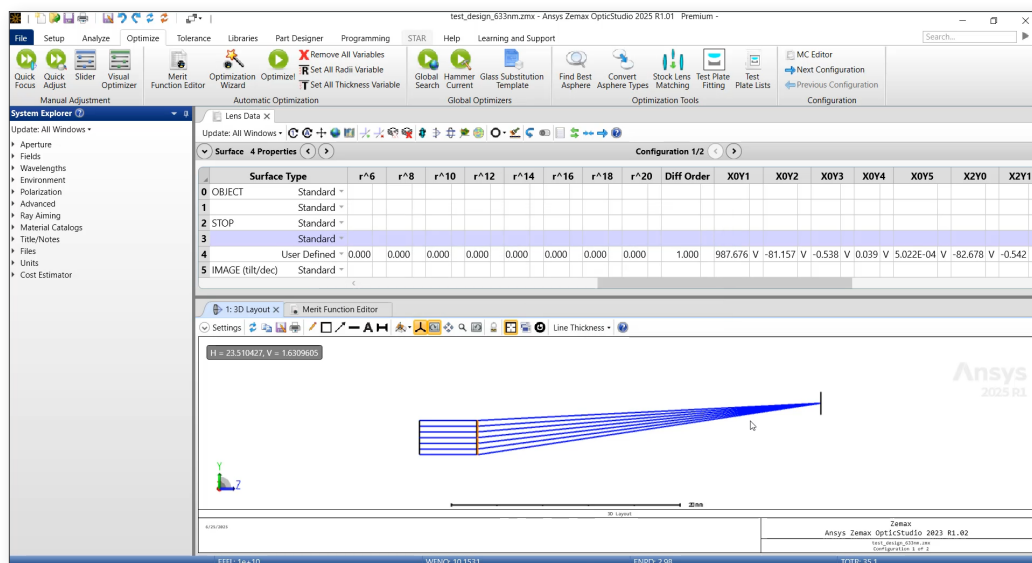 test_design_633nm.zmx - Ansys Zemax OpticStudio 2025 R1.01 Premium -
File Setup Analyze Optimize Tolerance Libraries Part Designer Programming STAR Help Learning and Support Search...
Quick Focus Quick Adjust Slider Visual Optimizer Merit Function Editor Optimization Wizard Optimize! Remove All Variables
Set All Radii Variable
Set All Thickness Variable
Global Search Hammer Current Glass Substitution Template Find Best Asphere Convert Asphere Types Stock Lens Matching Test Plate Fitting Test Plate Lists MC Editor
Next Configuration
Previous Configuration
Manual Adjustment Automatic Optimization Global Optimizers Optimization Tools Configuration
System Explorer
Update: All Windows
Aperture
Fields
Wavelengths
Environment
Polarization
Advanced
Ray Aiming
Material Catalogs
Title/Notes
Files
Units
Cost Estimator
Lens Data X
Update: All Windows
Surface 4 Properties Configuration 1/2
Surface Type r^6 r^8 r^10 r^12 r^14 r^16 r^18 r^20 Diff Order X0Y1 X0Y2 X0Y3 X0Y4 X0Y5 X2Y0 X2Y1
0 OBJECT Standard
1 Standard
2 STOP Standard
3 Standard
4 User Defined 0.000 0.000 0.000 0.000 0.000 0.000 0.000 0.000 1.000 987.676 V -81.157 V -0.538 V 0.039 V 5.022E-04 V -82.678 V -0.542
5 IMAGE (tilt/dec) Standard
1: 3D Layout X Merit Function Editor
Settings Line Thickness
H = 23.510427, V = 1.6309605
Ansys
2025 R1
Y
Z
3D Layout
Zemax
Ansys Zemax OpticStudio 2023 R1.02
test_design_633nm.zmx
Configuration 1 of 2
EFFL: 1e+10 WFNO: 10.1531 ENPD: 2.98 TOTR: 35.1